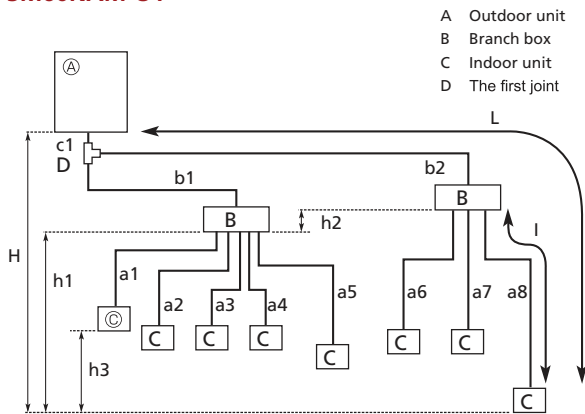 A Outdoor unit
B Branch box
C Indoor unit
D The first joint
A
L
c1
D
b1
b2
B
B
h2
l
H
h1
a1
a2
a3
a4
a5
a6
a7
a8
C
C
C
C
C
C
C
C
h3